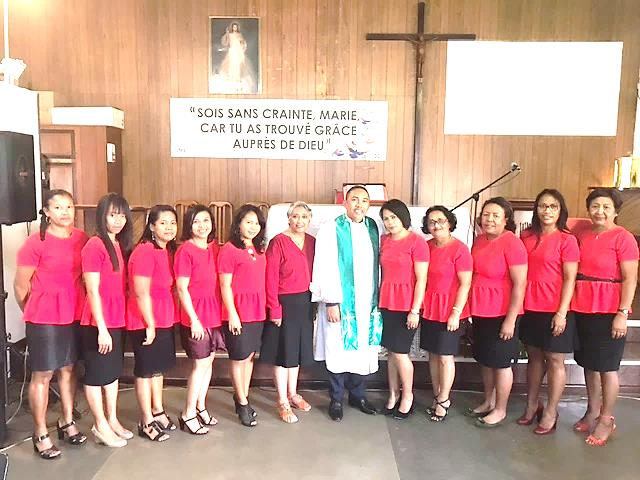 “SOIS SANS CRAINTE, MARIE,
CAR TU AS TROUVÉ GRÂCE
AUPRÈS DE DIEU”